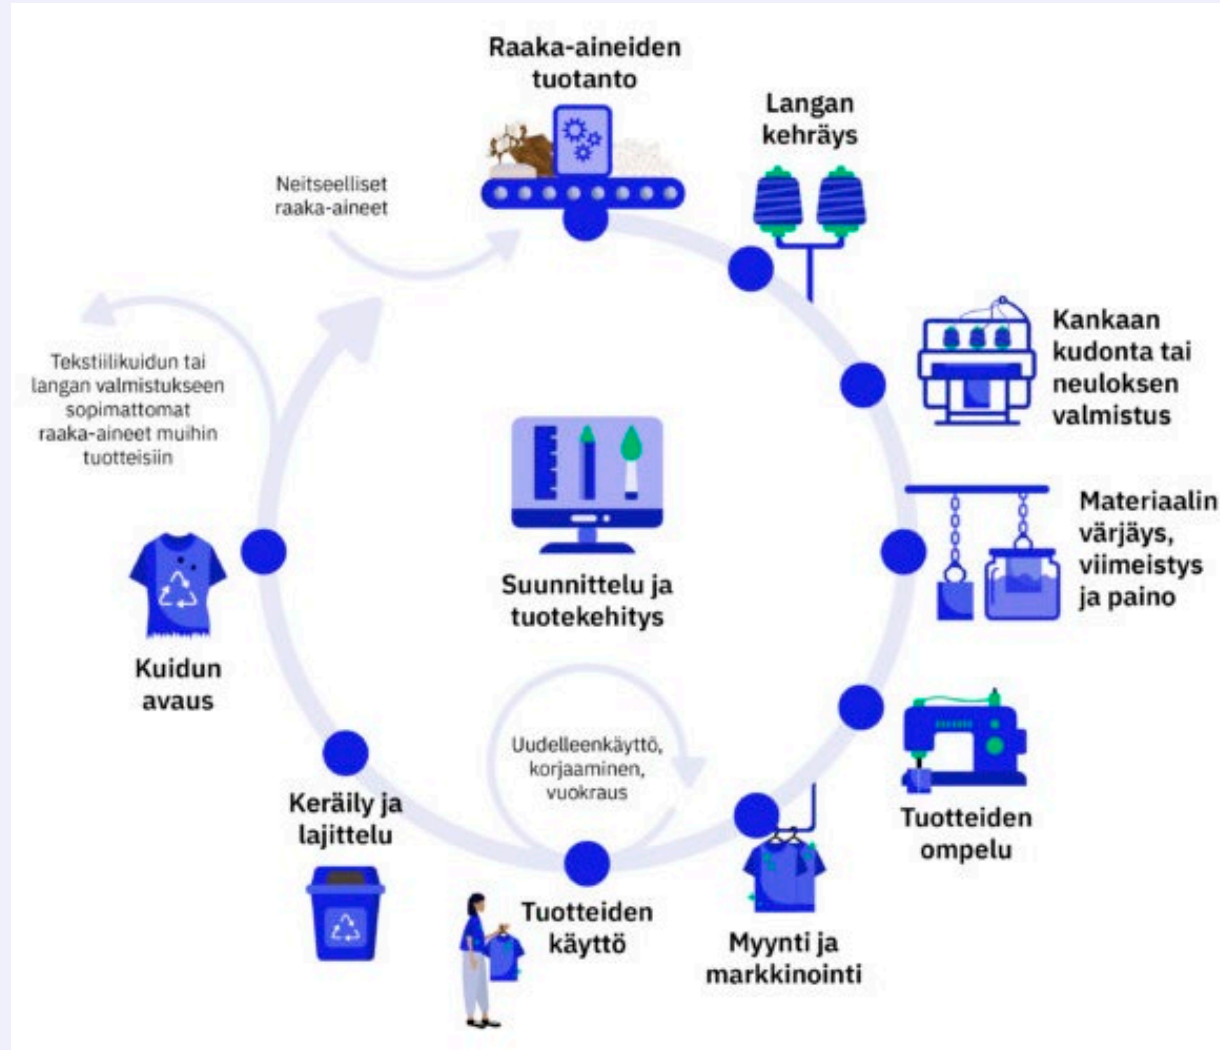 Raaka-aineiden
tuotanto
Langan
kehräys
Neitseelliset
raaka-aineet
Kankaan
kudonta tai
neuloksen
valmistus
Tekstiilikuidun tai
langan valmistukseen
sopimattomat
raaka-aineet muihin
tuotteisiin
Materiaalin
värjäys,
viimeistys
ja paino
Suunnittelu ja
tuotekehitys
Kuidun
avaus
Uudelleenkäyttö,
korjaaminen,
vuokraus
Keräily ja
lajittelu
Tuotteiden
ompelu
Tuotteiden
käyttö
Myynti ja
markkinointi